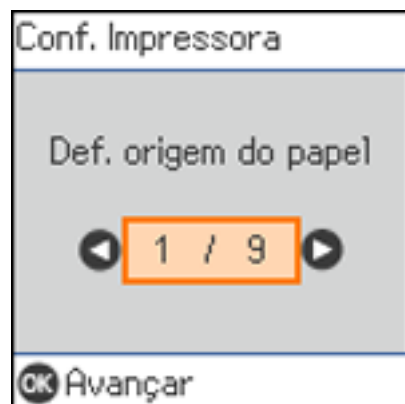 Conf. Impressora
Def. origem do papel
1 / 9
OK Avançar